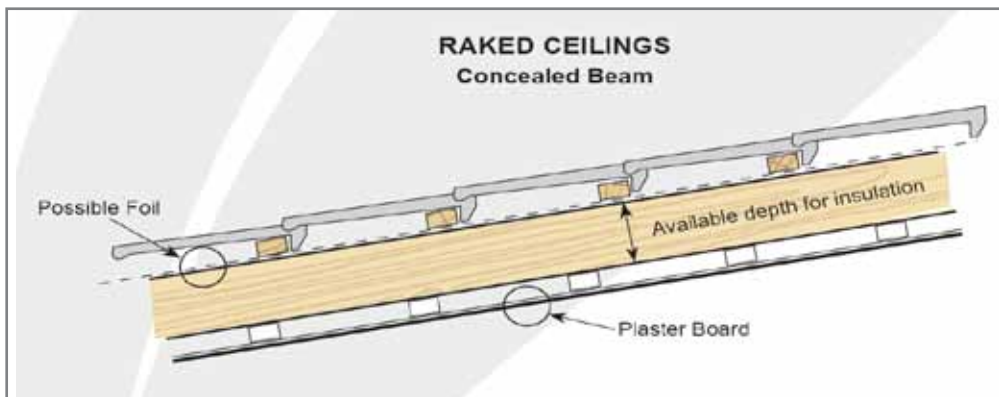 RAKED CEILINGS
Concealed Beam
Possible Foil
Available depth for insulation
Plaster Board